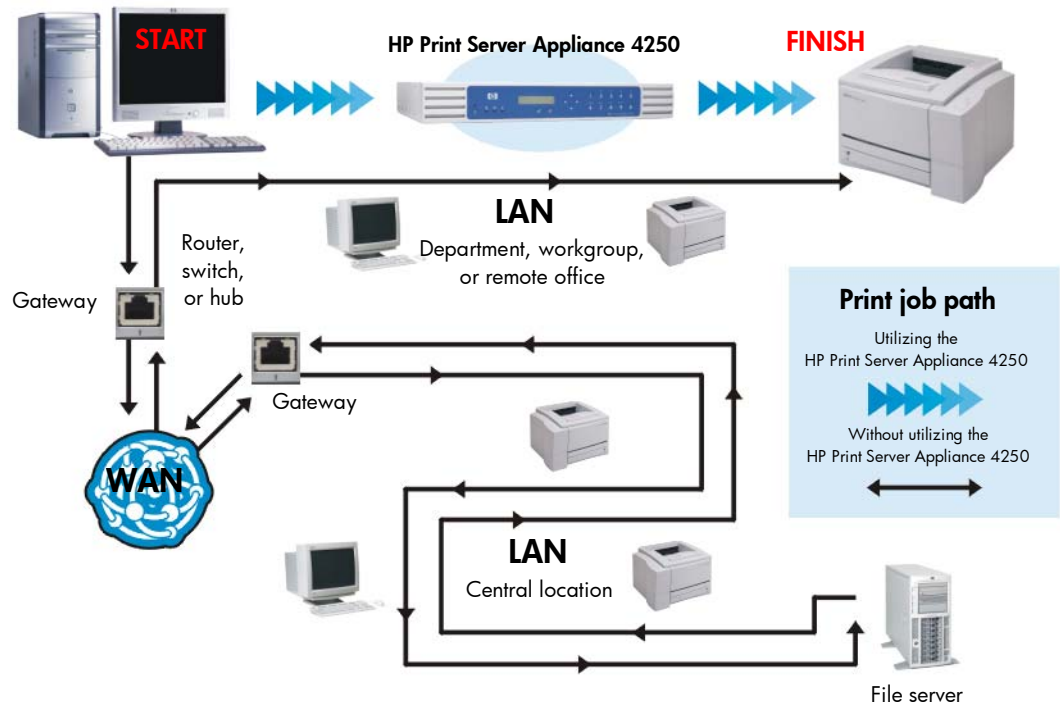 START
HP Print Server Appliance 4250
FINISH
LAN
Department, workgroup,
or remote office
Router,
switch,
or hub
Gateway
Gateway
WAN
Print job path
Utilizing the
HP Print Server Appliance 4250
Without utilizing the
HP Print Server Appliance 4250
LAN
Central location
File server